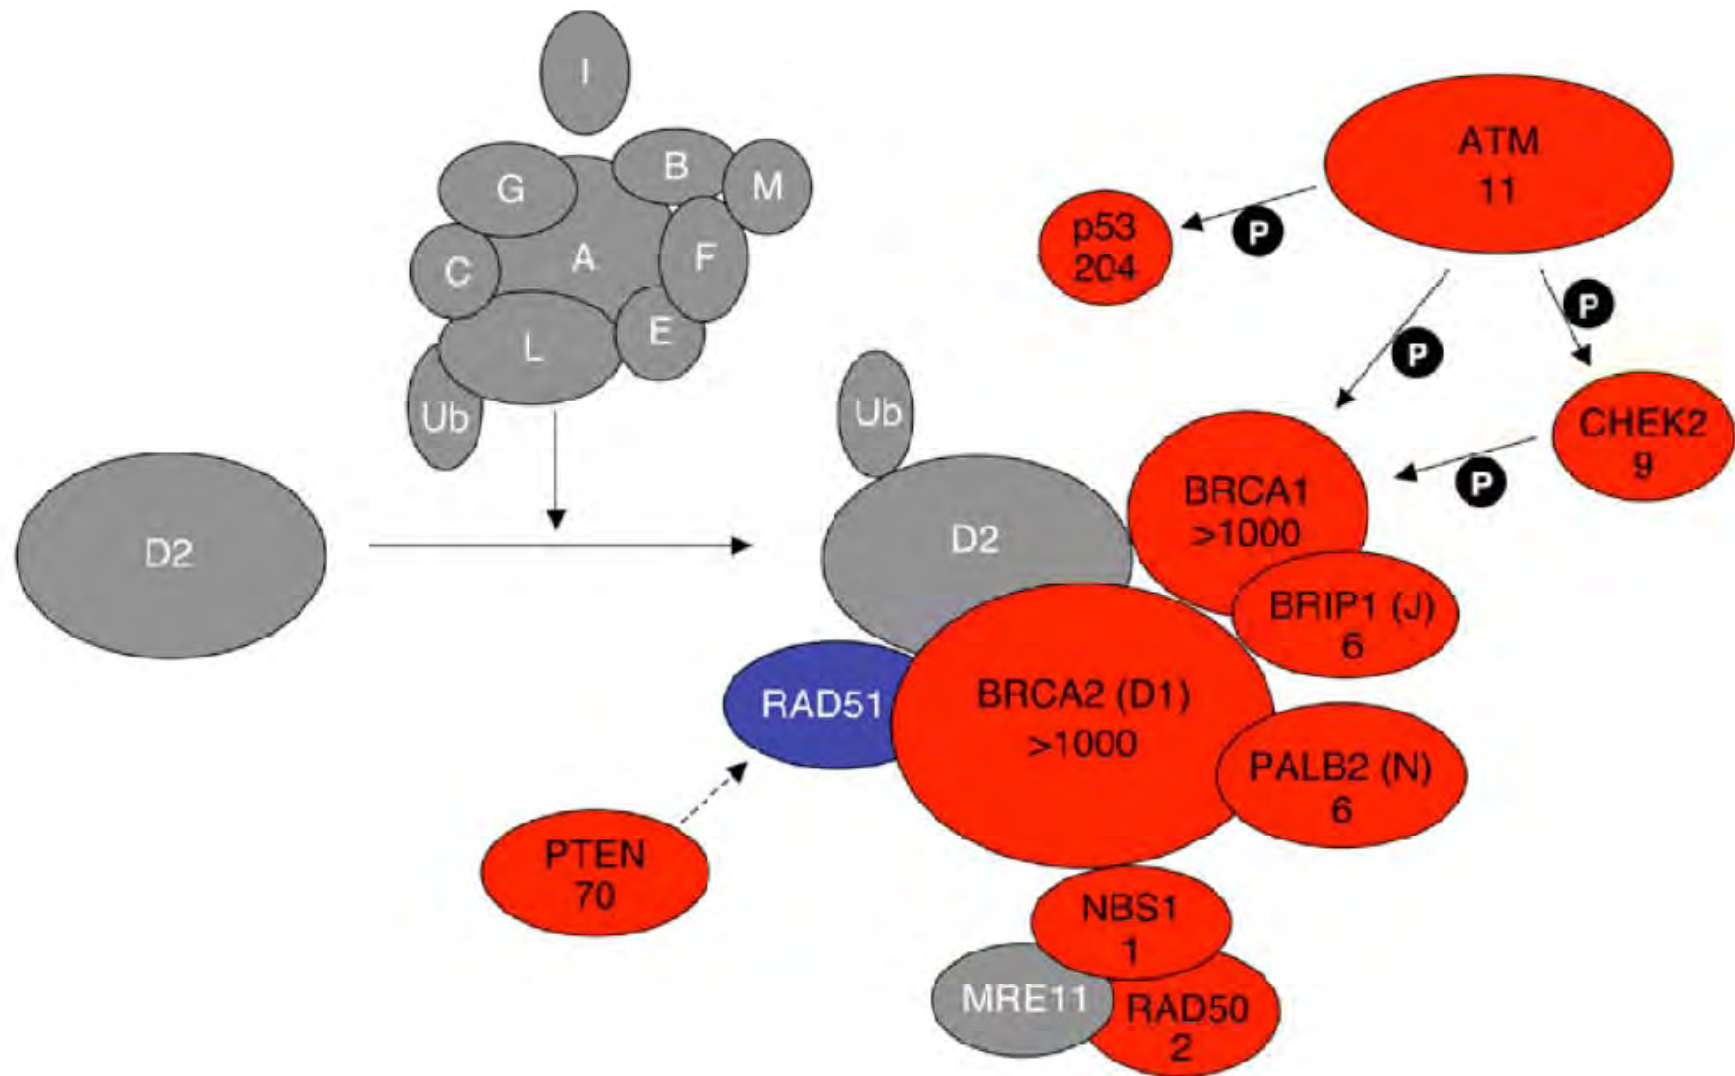 I
G
B
M
A
C
F
L
E
Ub
D2
ATM
11
p53
204
P
P
P
CHEK2
9
P
Ub
D2
BRCA1
>1000
BRIP1 (J)
6
RAD51
BRCA2 (D1)
>1000
PALB2 (N)
6
PTEN
70
NBS1
1
MRE11
RAD50
2